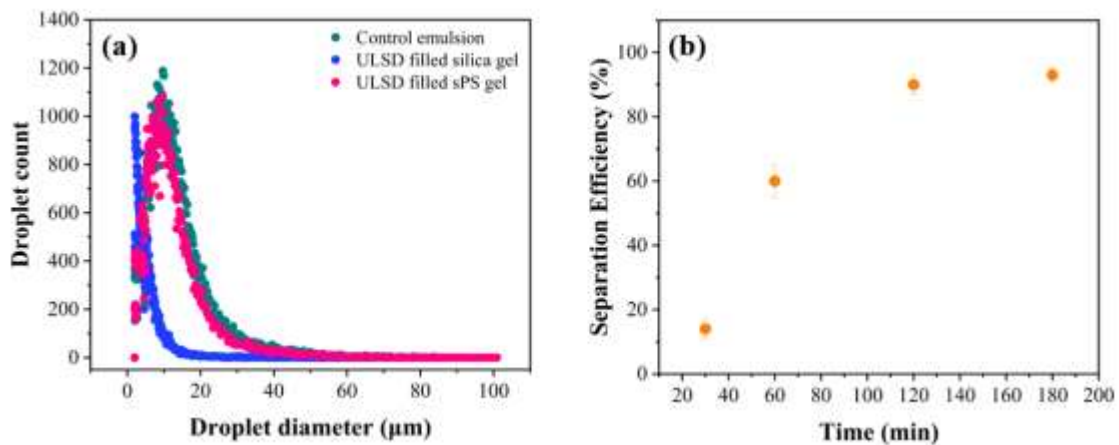 (a)
Control emulsion
ULSD filled silica gel
ULSD filled sPS gel
Droplet count
1400
1200
1000
800
600
400
200
0
0 20 40 60 80 100
Droplet diameter (µm)
(b)
Separation Efficiency (%)
100
80
60
40
20
0
20 40 60 80 100 120 140 160 180 200
Time (min)